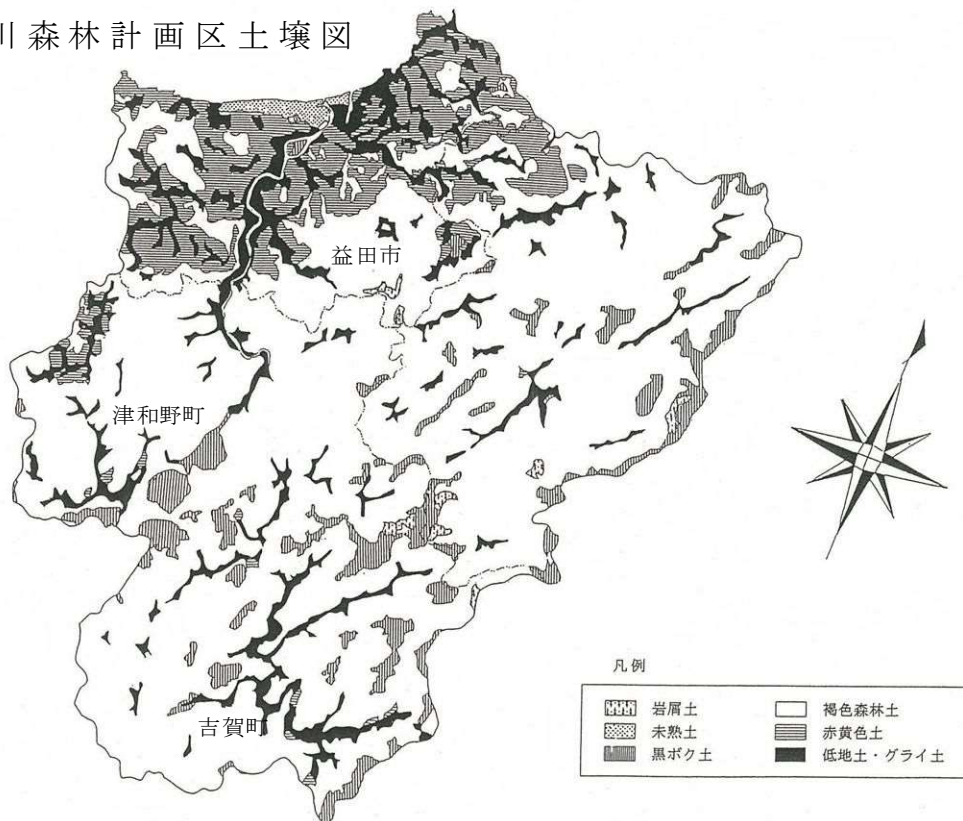 川森林計画区土壌図
益田市
津和野町
吉賀町
凡例
岩屑土
褐色森林土
未熟土
赤黄色土
黒ボク土
低地土・グライ土